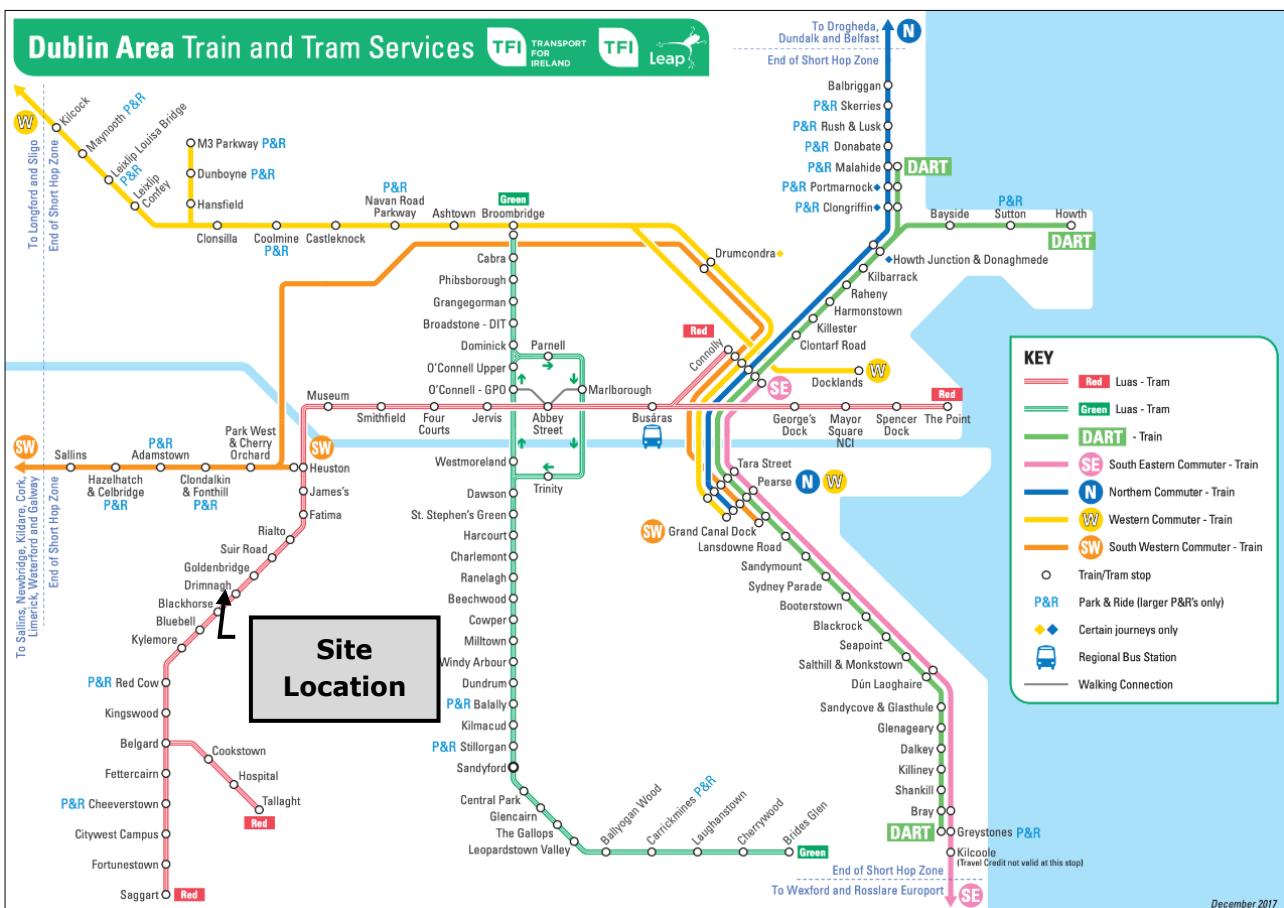 Dublin Area Train and Tram Services
TFI
TRANSPORT
FOR
IRELAND
TFI
Leap
To Drogheda,
Dundalk and Belfast
N
End of Short Hop Zone
Balbriggan
P&R Skerries
P&R Rush & Lusk
P&R Donabate
P&R Malahide
DART
P&R Portmarnock
P&R Clongriffin
Bayside
P&R
Sutton
Howth
DART
Howth Junction & Donaghmede
Kilbarrack
Raheny
Harmonstown
Killester
Clontarf Road
W
To Longford and Sligo
End of Short Hop Zone
Kilcock
Maynooth P&R
Leixlip Louisa Bridge
P&R
Leixlip
Confey
M3 Parkway P&R
Dunboyne P&R
Hansfield
Clonsilla
Coolmine
P&R
Castleknock
P&R
Navan Road
Parkway
Ashtown
Green
Broombridge
Drumcondra
Cabra
Phibsborough
Grangegorman
Broadstone - DIT
Dominick
Parnell
O'Connell Upper
O'Connell - GPO
Marlborough
Red
Connolly
SE
Docklands
W
Museum
Smithfield
Four
Courts
Jervis
Abbey
Street
Busáras
George's
Dock
Mayor
Square
NCI
Spencer
Dock
Red
The Point
SW
Sallins
Hazelhatch
& Celbridge
P&R
P&R
Adamstown
Clondalkin
& Fonthill
P&R
Park West
& Cherry
Orchard
SW
Heuston
James's
Fatima
Rialto
Suir Road
Goldenbridge
Drimnagh
Blackhorse
Bluebell
Kylemore
P&R Red Cow
Kingswood
Belgard
Cookstown
Hospital
Tallaght
Red
Fettercairn
P&R Cheeverstown
Citywest Campus
Fortunestown
Saggart
Red
To Sallins, Newbridge, Kildare, Cork,
Limerick, Waterford and Galway
End of Short Hop Zone
Site
Location
Westmoreland
Trinity
Dawson
St. Stephen's Green
Harcourt
Charlemont
Ranelagh
Beechwood
Cowper
Milltown
Windy Arbour
Dundrum
P&R Balally
Kilmacud
P&R Stillorgan
Sandyford
Central Park
Glencairn
The Gallops
Leopardstown Valley
Ballyogan Wood
Carrickmines P&R
Laughanstown
Cherrywood
Brides Glen
Green
Tara Street
Pearse
N
W
SW
Grand Canal Dock
Lansdowne Road
Sandymount
Sydney Parade
Booterstown
Blackrock
Seapoint
Salthill & Monkstown
Dún Laoghaire
Sandycove & Glasthule
Glenageary
Dalkey
Killiney
Shankill
Bray
DART
Greystones P&R
Kilcoole
(Travel Credit not valid at this stop)
End of Short Hop Zone
To Wexford and Rosslare Europort
SE
KEY
Red Luas - Tram
Green Luas - Tram
DART - Train
SE South Eastern Commuter - Train
N Northern Commuter - Train
W Western Commuter - Train
SW South Western Commuter - Train
Train/Tram stop
P&R Park & Ride (larger P&R's only)
Certain journeys only
Regional Bus Station
Walking Connection
December 2017